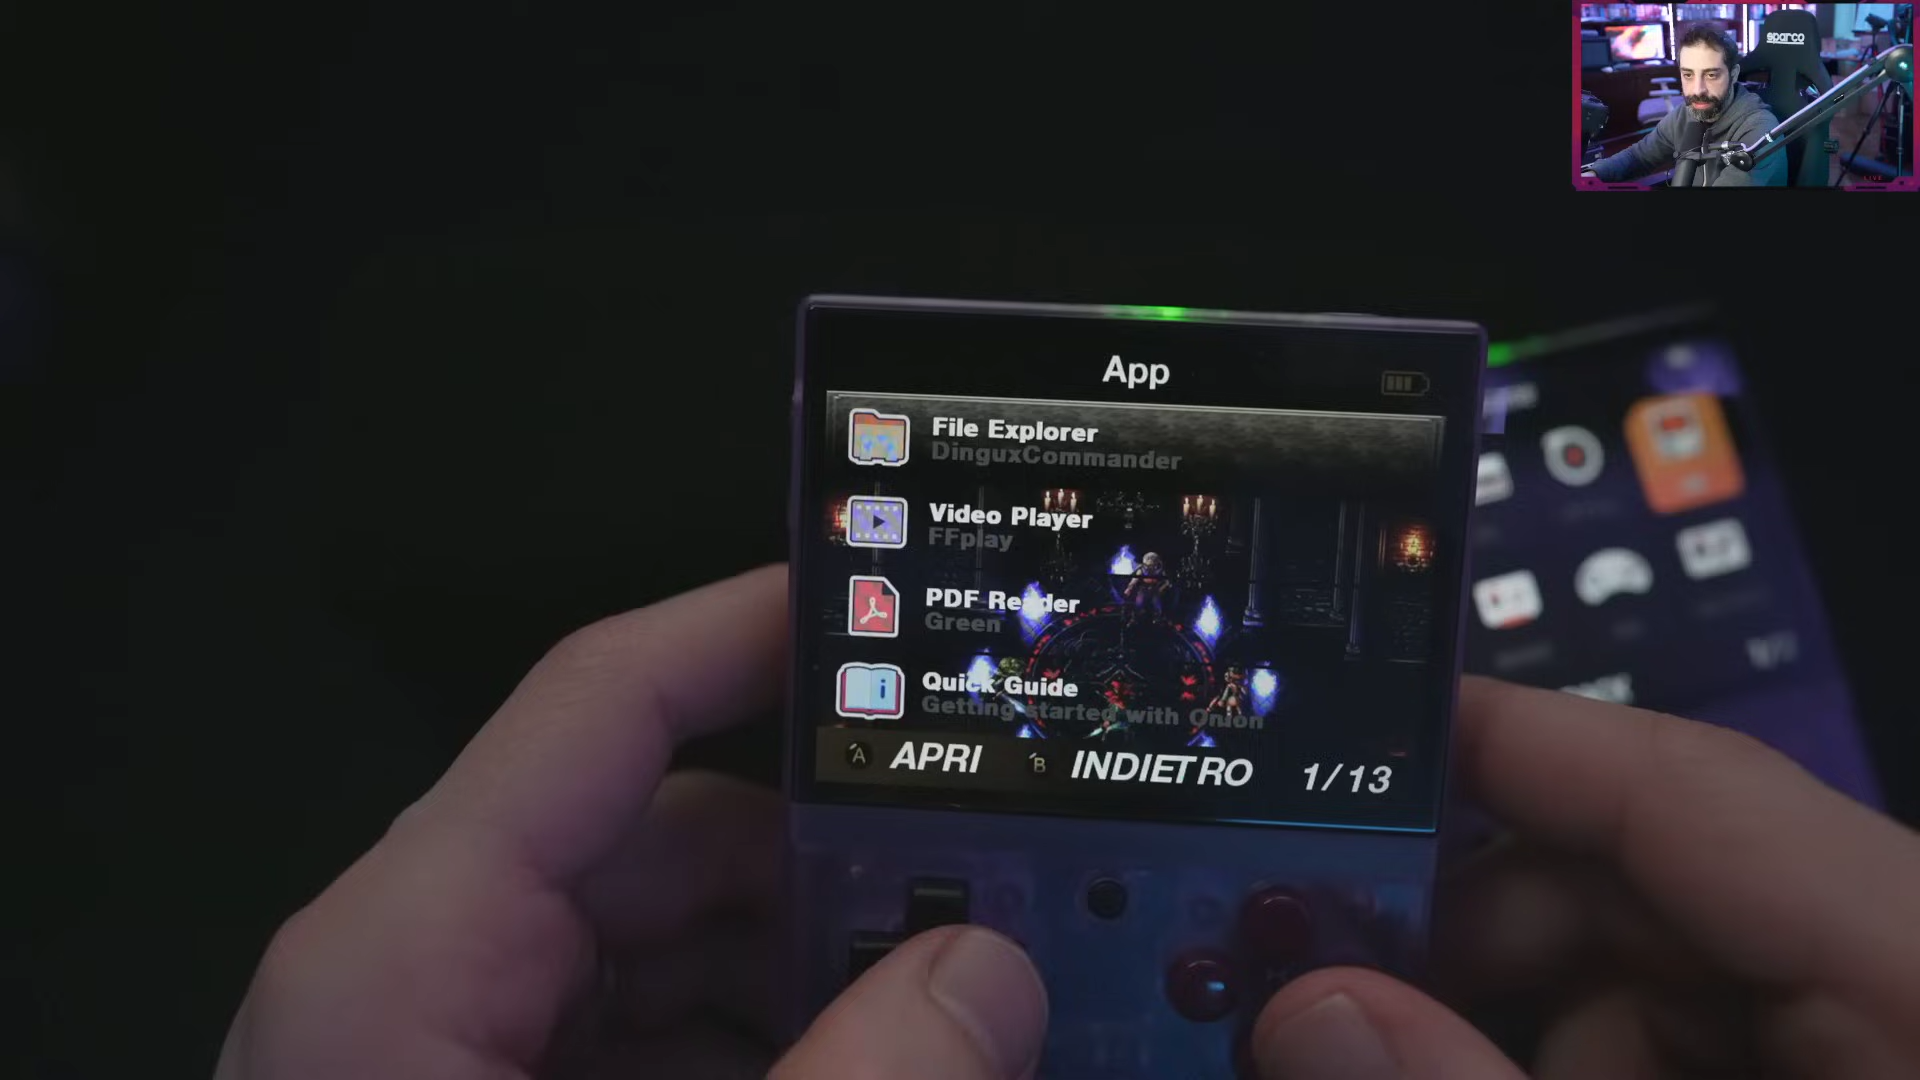 sparco
LIVE
App
File Explorer
DinguxCommander
Video Player
FFplay
PDF Reader
Green
Quick Guide
Getting started with Onion
A APRI B INDIETRO 1/13